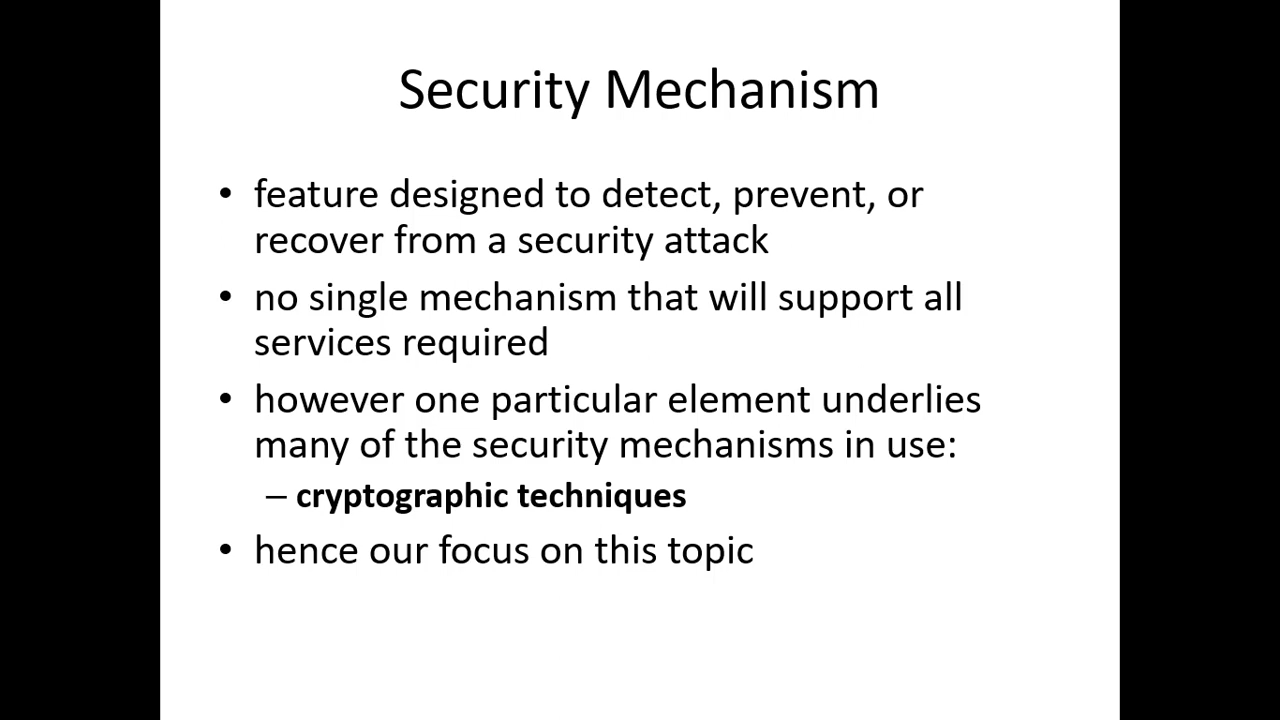 Security Mechanism
• feature designed to detect, prevent, or
recover from a security attack
• no single mechanism that will support all
services required
• however one particular element underlies
many of the security mechanisms in use:
– cryptographic techniques
• hence our focus on this topic